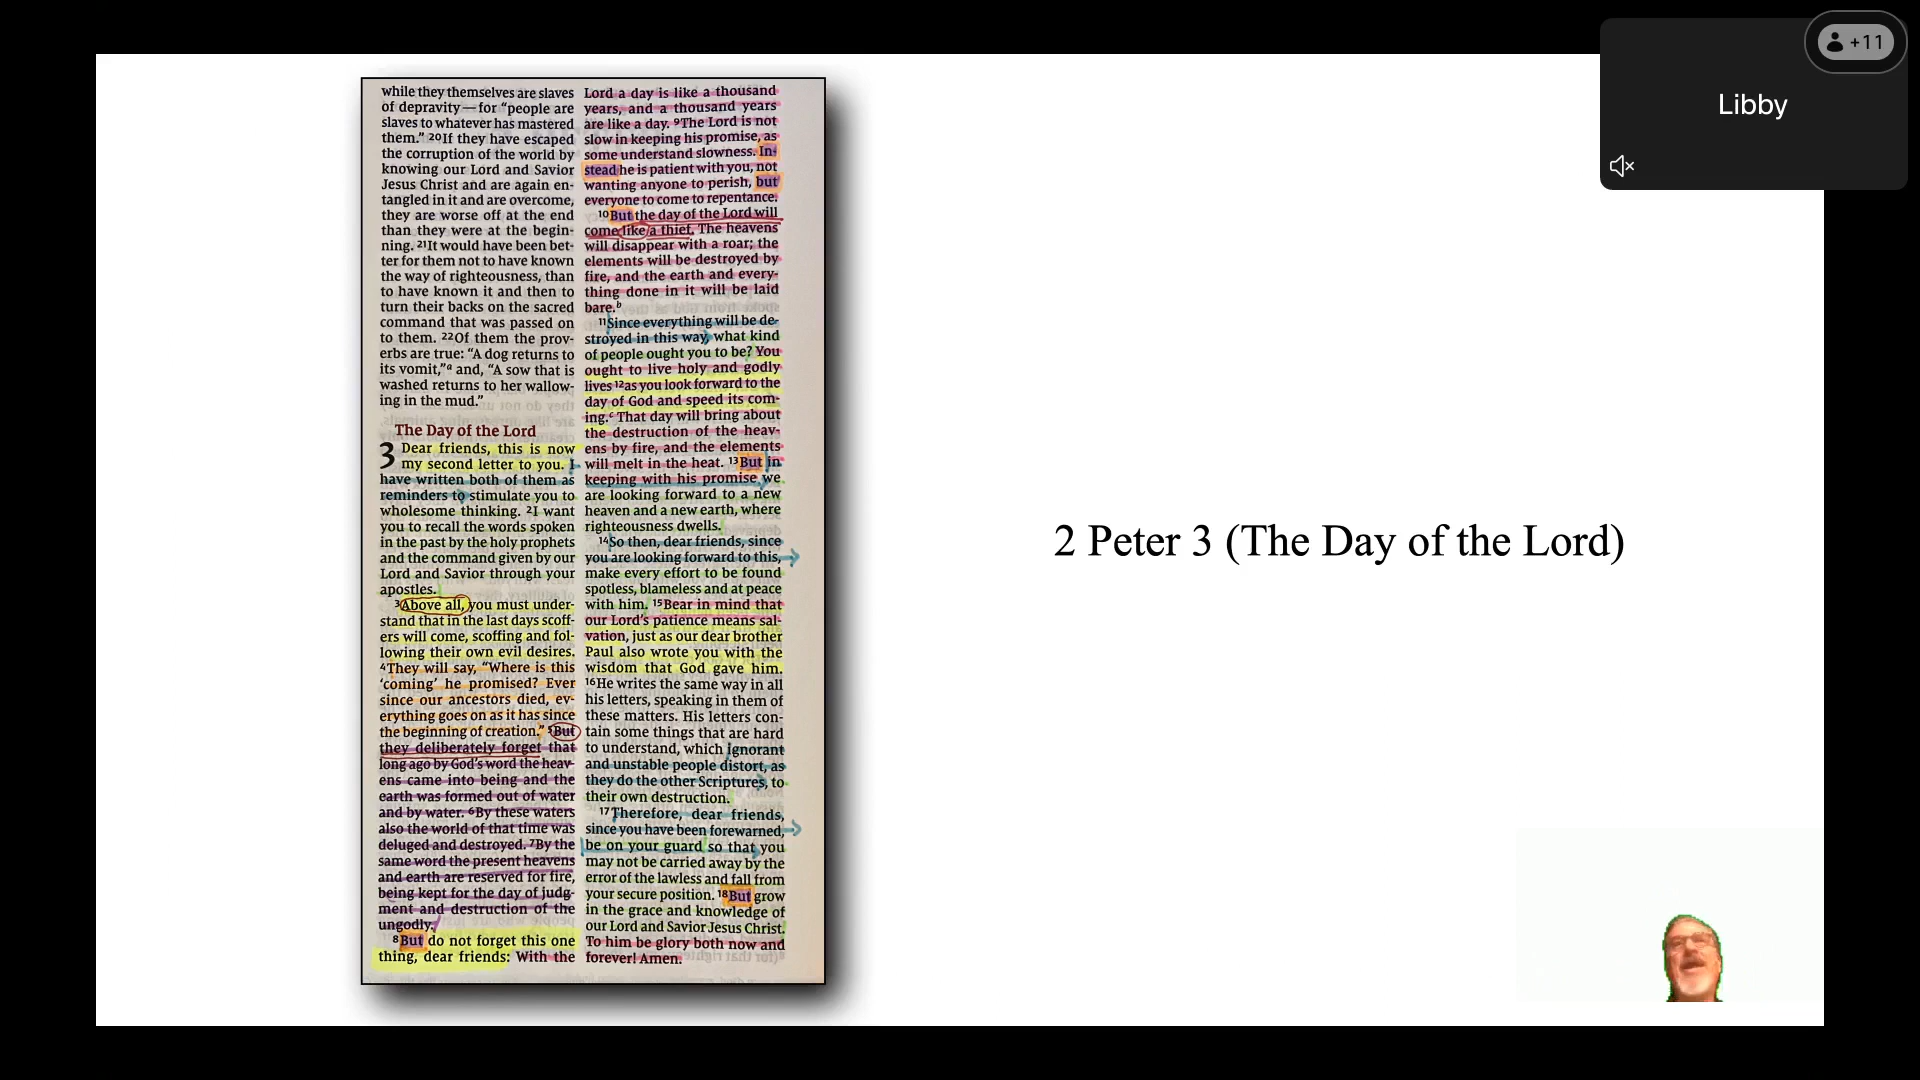 while they themselves are slaves
of depravity—for “people are
slaves to whatever has mastered
them.” 20If they have escaped
the corruption of the world by
knowing our Lord and Savior
Jesus Christ and are again en-
tangled in it and are overcome,
they are worse off at the end
than they were at the begin-
ning. 21It would have been bet-
ter for them not to have known
the way of righteousness, than
to have known it and then to
turn their backs on the sacred
command that was passed on
to them. 22Of them the prov-
erbs are true: “A dog returns to
its vomit,”a and, “A sow that is
washed returns to her wallow-
ing in the mud.”
The Day of the Lord
3 Dear friends, this is now
my second letter to you. I
have written both of them as
reminders to stimulate you to
wholesome thinking. 2I want
you to recall the words spoken
in the past by the holy prophets
and the command given by our
Lord and Savior through your
apostles.
3Above all, you must under-
stand that in the last days scoff-
ers will come, scoffing and fol-
lowing their own evil desires.
4They will say, “Where is this
‘coming’ he promised? Ever
since our ancestors died, ev-
erything goes on as it has since
the beginning of creation.” 5But
they deliberately forget that
long ago by God’s word the heav-
ens came into being and the
earth was formed out of water
and by water. 6By these waters
also the world of that time was
deluged and destroyed. 7By the
same word the present heavens
and earth are reserved for fire,
being kept for the day of judg-
ment and destruction of the
ungodly.
8But do not forget this one
thing, dear friends: With the
Lord a day is like a thousand
years, and a thousand years
are like a day. 9The Lord is not
slow in keeping his promise, as
some understand slowness. In-
stead he is patient with you, not
wanting anyone to perish, but
everyone to come to repentance.
10But the day of the Lord will
come like a thief. The heavens
will disappear with a roar; the
elements will be destroyed by
fire, and the earth and every-
thing done in it will be laid
bare.b
11Since everything will be de-
stroyed in this way, what kind
of people ought you to be? You
ought to live holy and godly
lives 12as you look forward to the
day of God and speed its com-
ing.c That day will bring about
the destruction of the heav-
ens by fire, and the elements
will melt in the heat. 13But in
keeping with his promise we
are looking forward to a new
heaven and a new earth, where
righteousness dwells.
14So then, dear friends, since
you are looking forward to this,
make every effort to be found
spotless, blameless and at peace
with him. 15Bear in mind that
our Lord’s patience means sal-
vation, just as our dear brother
Paul also wrote you with the
wisdom that God gave him.
16He writes the same way in all
his letters, speaking in them of
these matters. His letters con-
tain some things that are hard
to understand, which ignorant
and unstable people distort, as
they do the other Scriptures, to
their own destruction.
17Therefore, dear friends,
since you have been forewarned,
be on your guard so that you
may not be carried away by the
error of the lawless and fall from
your secure position. 18But grow
in the grace and knowledge of
our Lord and Savior Jesus Christ.
To him be glory both now and
forever! Amen.
2 Peter 3 (The Day of the Lord)
+11
Libby